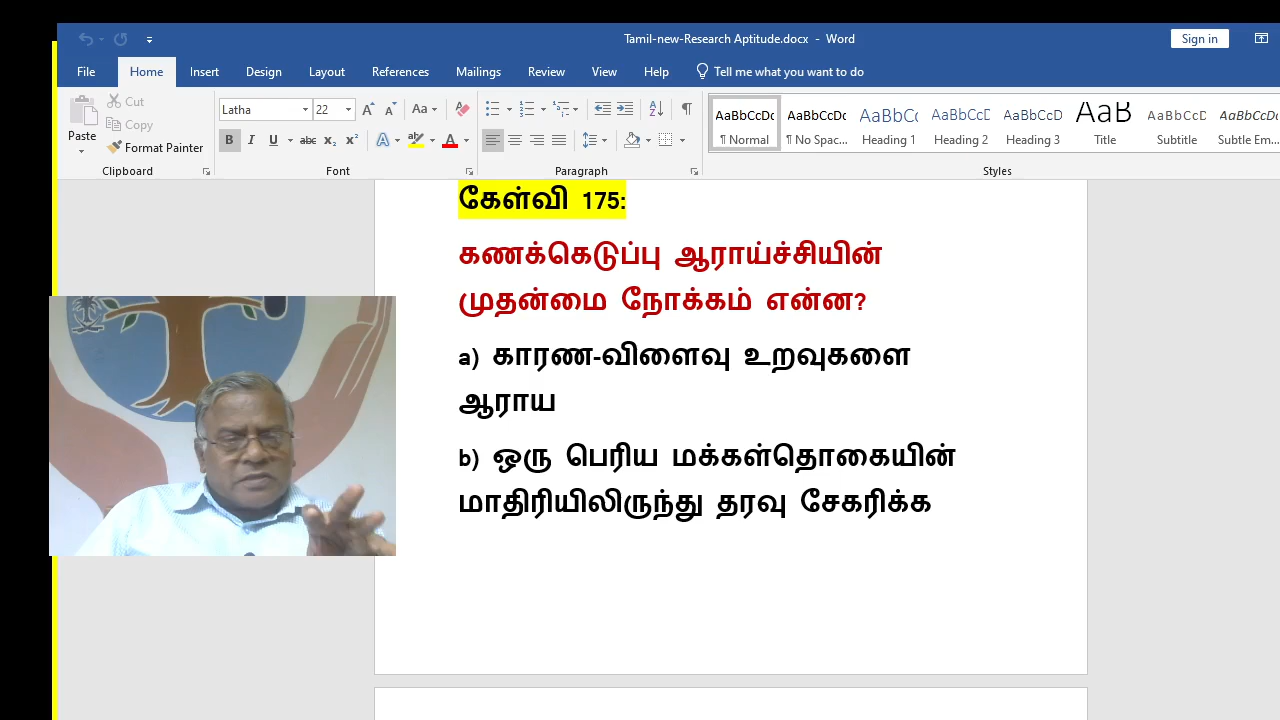 Tamil-new-Research Aptitude.docx - Word
Sign in
File Home Insert Design Layout References Mailings Review View Help Tell me what you want to do
Paste
Cut
Copy
Format Painter
Clipboard
Latha 22
Font
Paragraph
AaBbCcDc AaBbCcDc AaBbC AaBbCcD AaBbCcD AaB AaBbCcD AaBbCcDc
¶ Normal ¶ No Spac... Heading 1 Heading 2 Heading 3 Title Subtitle Subtle Em...
Styles
கேள்வி 175:
கணக்கெடுப்பு ஆராய்ச்சியின்
முதன்மை நோக்கம் என்ன?
a) காரண-விளைவு உறவுகளை
ஆராய
b) ஒரு பெரிய மக்கள்தொகையின்
மாதிரியிலிருந்து தரவு சேகரிக்க